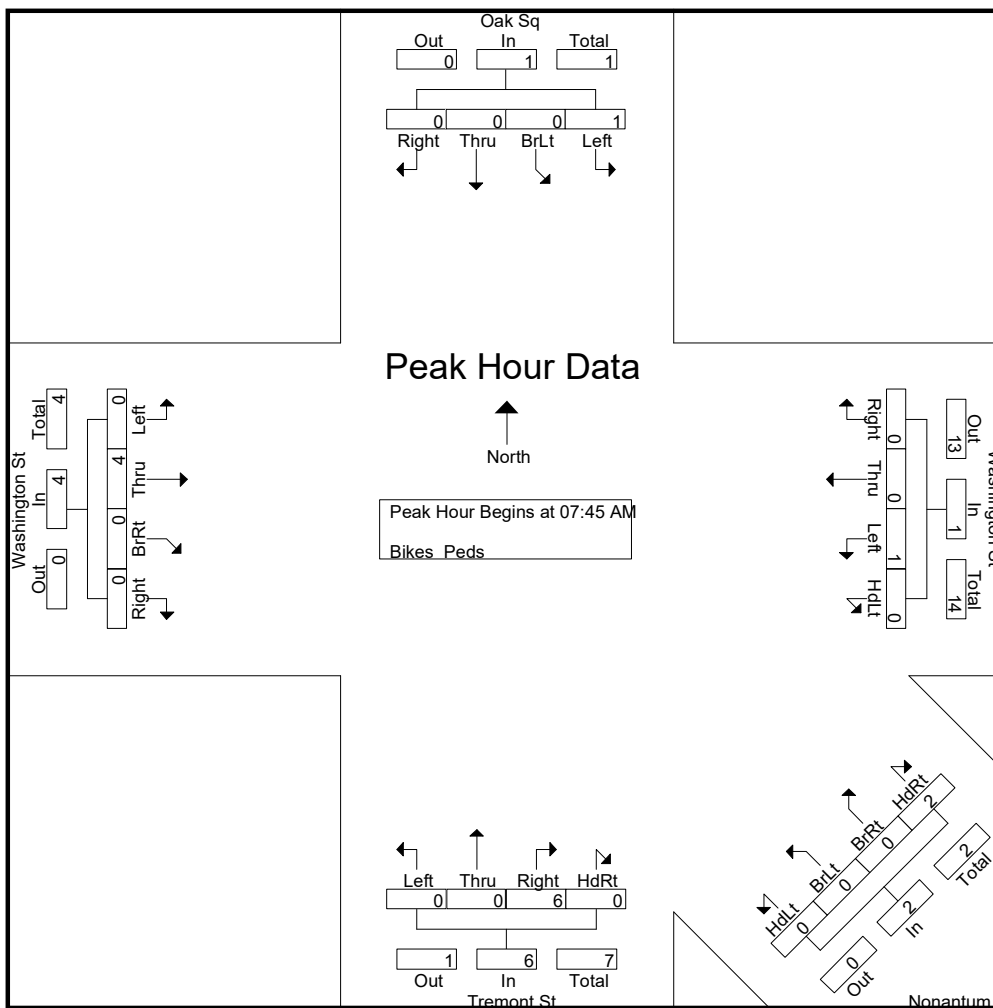 Oak Sq
Out In Total
0 1 1
0 0 0 1
Right Thru BrLt Left
Peak Hour Data
North
Peak Hour Begins at 07:45 AM
Bikes Peds
Washington St
Total In Out
4 4 0
0 4 0 0
Left Thru BrRt Right
Right Thru Left HdLt
0 0 1 0
Out In Total
13 1 14
Washington St
Left Thru Right HdRt
0 0 6 0
1 6 7
Out In Total
Tremont St
HdLt BrLt BrRt HdRt
0 0 0 2
0 2 2
Out In Total
Nonantum